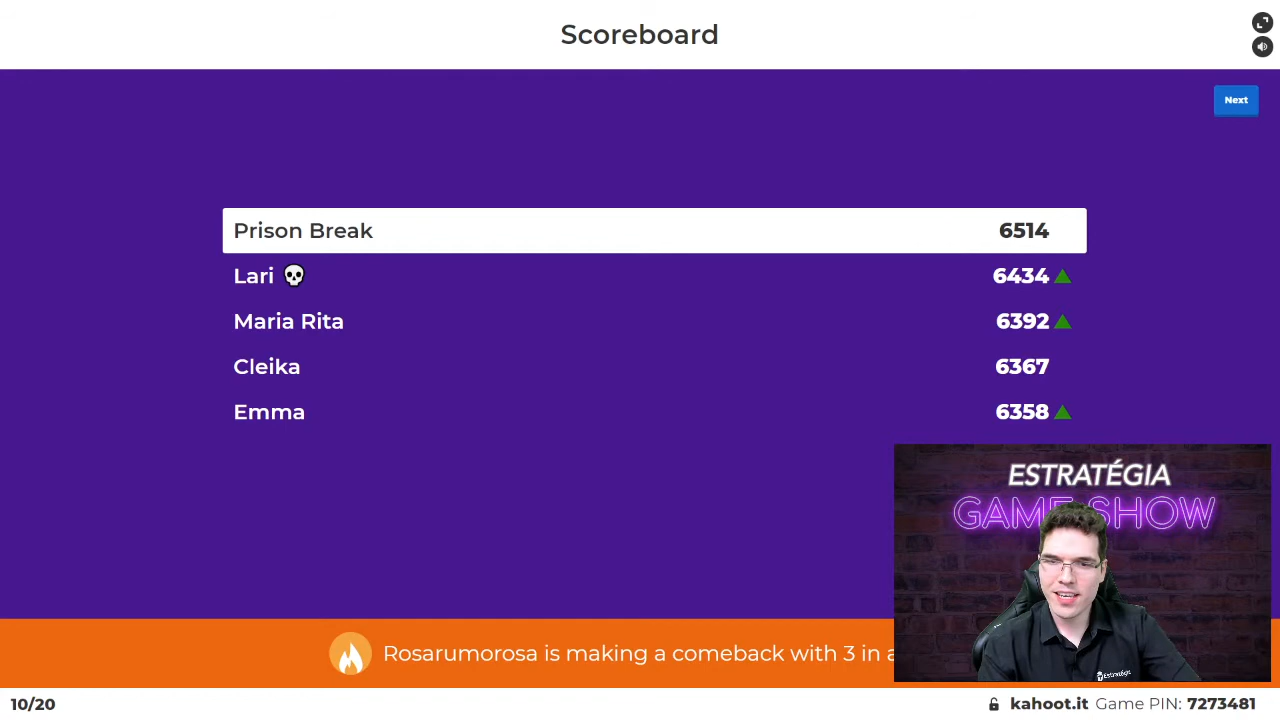 Scoreboard
Next
Prison Break 6514
Lari 💀 6434
Maria Rita 6392
Cleika 6367
Emma 6358
ESTRATÉGIA
GAME SHOW
Estratégia
Rosarumorosa is making a comeback with 3 in a
10/20
kahoot.it Game PIN: 7273481